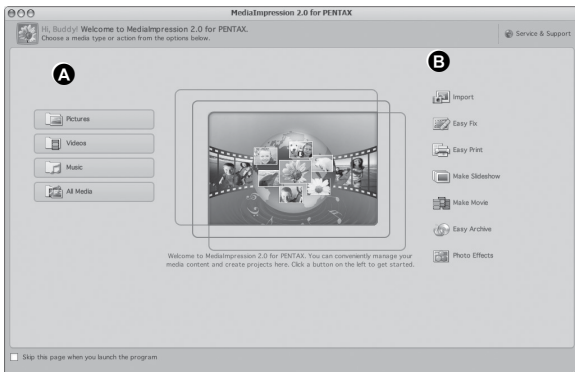 MediaImpression 2.0 for PENTAX
Hi, Buddy! Welcome to MediaImpression 2.0 for PENTAX.
Choose a media type or action from the options below.
Service & Support
A
Pictures
Videos
Music
All Media
B
Import
Easy Fix
Easy Print
Make Slideshow
Make Movie
Easy Archive
Photo Effects
Welcome to MediaImpression 2.0 for PENTAX. You can conveniently manage your
media content and create projects here. Click a button on the left to get started.
Skip this page when you launch the program